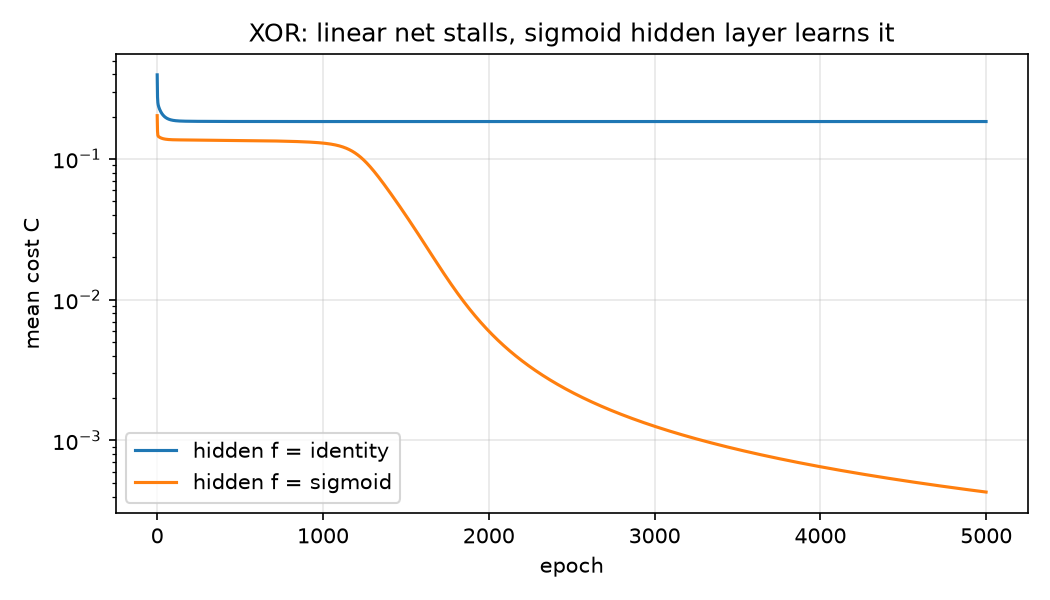 XOR: linear net stalls, sigmoid hidden layer learns it
mean cost C
10⁻¹
10⁻²
10⁻³
hidden f = identity
hidden f = sigmoid
0 1000 2000 3000 4000 5000
epoch